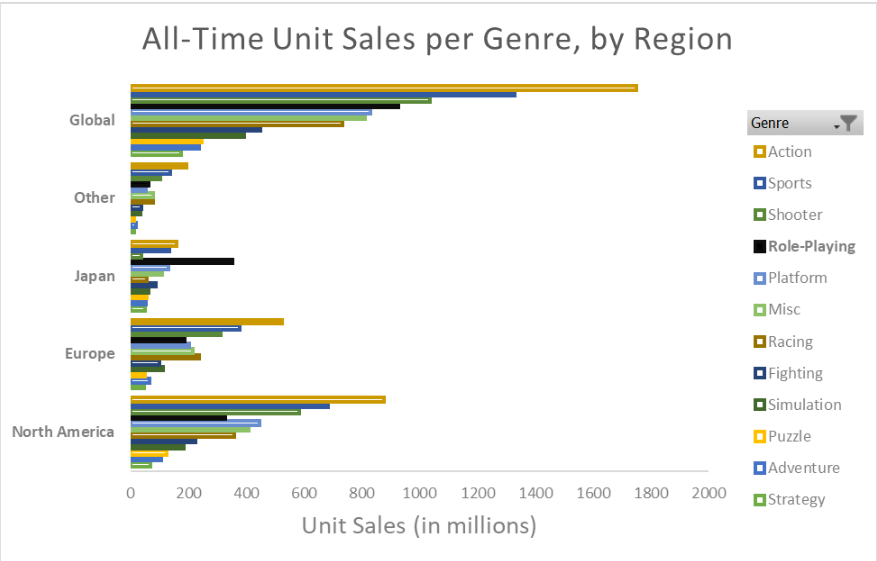 All-Time Unit Sales per Genre, by Region
Global
Other
Japan
Europe
North America
0 200 400 600 800 1000 1200 1400 1600 1800 2000
Unit Sales (in millions)
Genre
Action
Sports
Shooter
Role-Playing
Platform
Misc
Racing
Fighting
Simulation
Puzzle
Adventure
Strategy